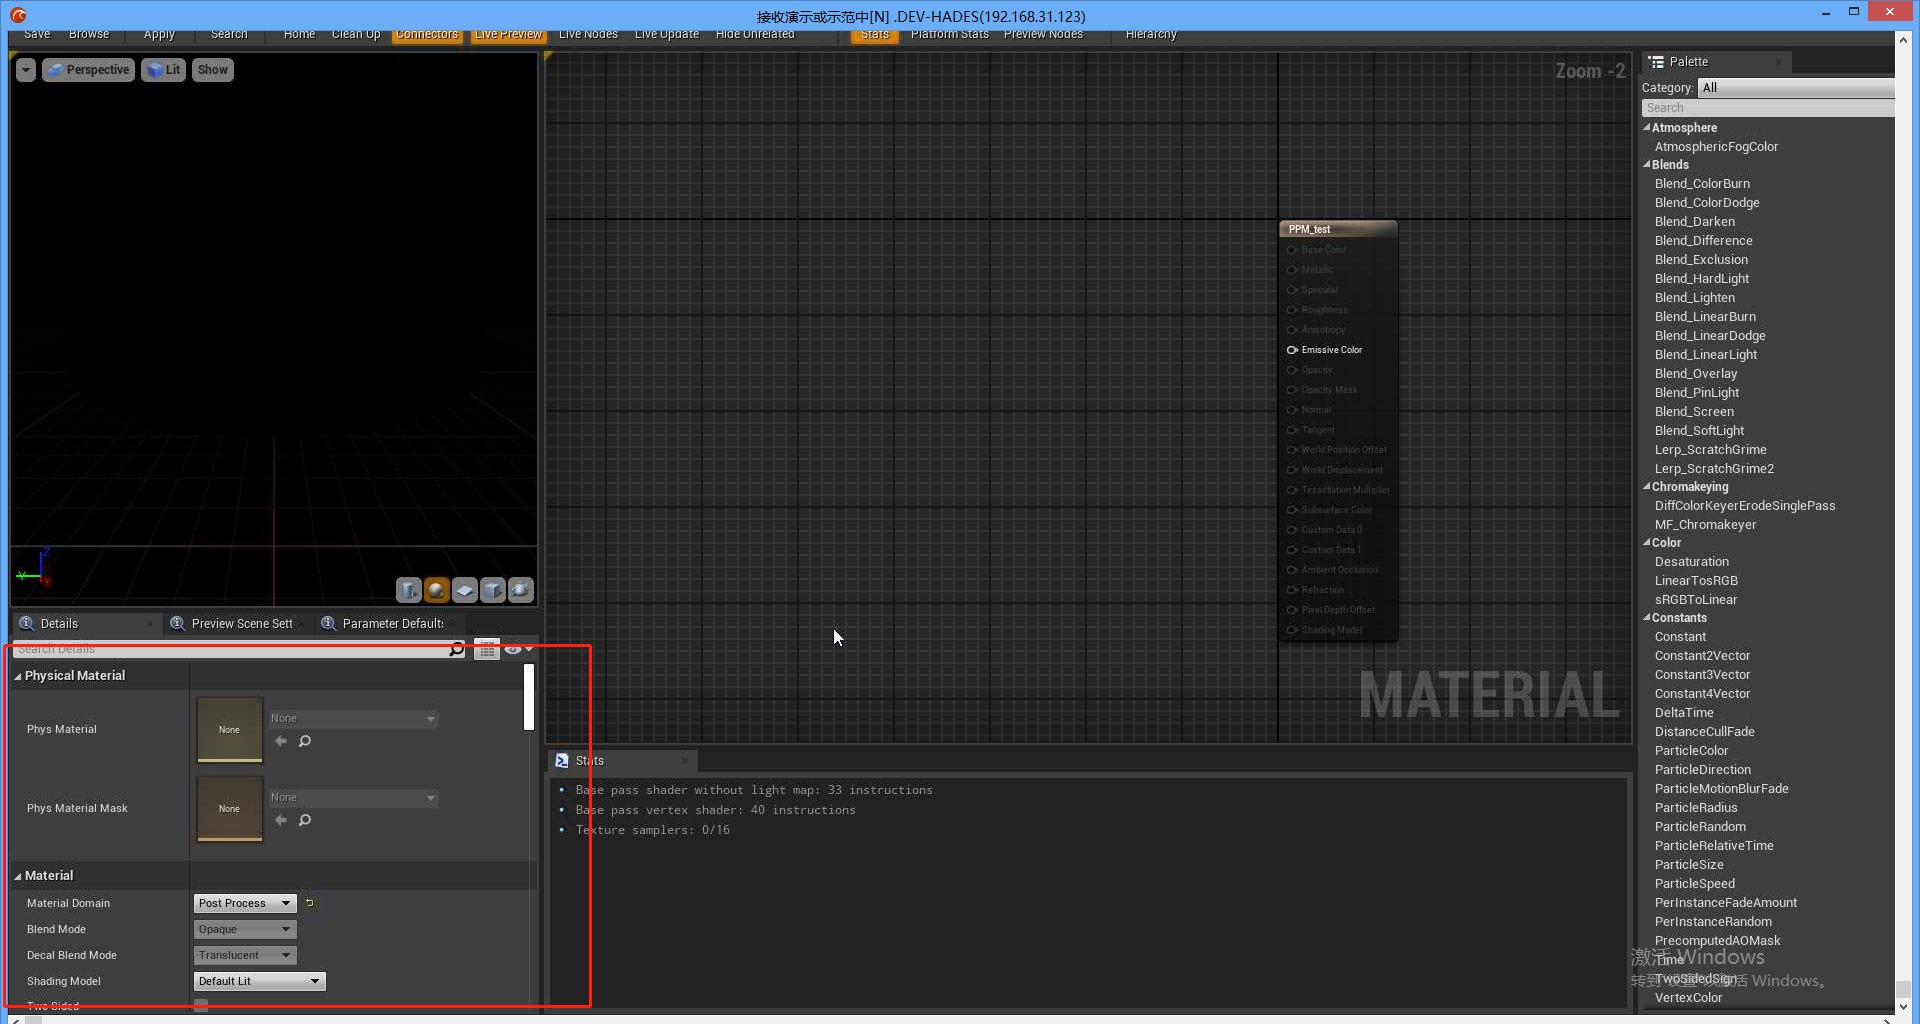 接收演示或示范中[N] .DEV-HADES(192.168.31.123)
Save Browse Apply Search Home Clean Up Connectors Live Preview Live Nodes Live Update Hide Unrelated Stats Platform Stats Preview Nodes Hierarchy
Perspective Lit Show
Zoom -2
PPM_test
Base Color
Metallic
Specular
Roughness
Anisotropy
Emissive Color
Opacity
Opacity Mask
Normal
Tangent
World Position Offset
World Displacement
Tessellation Multiplier
Subsurface Color
Custom Data 0
Custom Data 1
Ambient Occlusion
Refraction
Pixel Depth Offset
Shading Model
MATERIAL
Z
Y
X
Details Preview Scene Sett Parameter Defaults
Search Details
Physical Material
Phys Material None None
Phys Material Mask None None
Material
Material Domain Post Process
Blend Mode Opaque
Decal Blend Mode Translucent
Shading Model Default Lit
Two Sided
Stats
Base pass shader without light map: 33 instructions
Base pass vertex shader: 40 instructions
Texture samplers: 0/16
Palette
Category: All
Search
Atmosphere
AtmosphericFogColor
Blends
Blend_ColorBurn
Blend_ColorDodge
Blend_Darken
Blend_Difference
Blend_Exclusion
Blend_HardLight
Blend_Lighten
Blend_LinearBurn
Blend_LinearDodge
Blend_LinearLight
Blend_Overlay
Blend_PinLight
Blend_Screen
Blend_SoftLight
Lerp_ScratchGrime
Lerp_ScratchGrime2
Chromakeying
DiffColorKeyerErodeSinglePass
MF_Chromakeyer
Color
Desaturation
LinearTosRGB
sRGBToLinear
Constants
Constant
Constant2Vector
Constant3Vector
Constant4Vector
DeltaTime
DistanceCullFade
ParticleColor
ParticleDirection
ParticleMotionBlurFade
ParticleRadius
ParticleRandom
ParticleRelativeTime
ParticleSize
ParticleSpeed
PerInstanceFadeAmount
PerInstanceRandom
PrecomputedAOMask
Time
TwoSidedSign
VertexColor
激活 Windows
转到"设置"以激活 Windows。